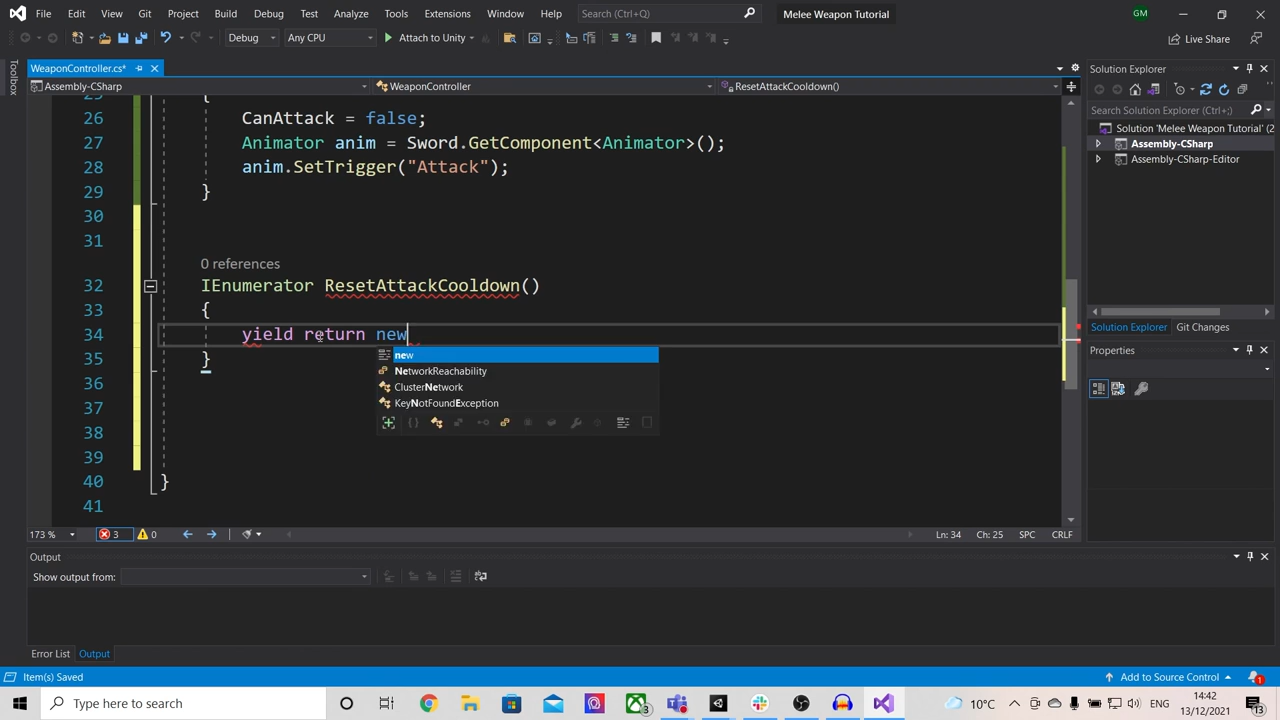 File Edit View Git Project Build Debug Test Analyze Tools Extensions Window Help Search (Ctrl+Q) Melee Weapon Tutorial GM
Debug Any CPU Attach to Unity Live Share
Toolbox
WeaponController.cs*
Assembly-CSharp WeaponController ResetAttackCooldown()
25 {
26 CanAttack = false;
27 Animator anim = Sword.GetComponent<Animator>();
28 anim.SetTrigger("Attack");
29 }
30
31
0 references
32 IEnumerator ResetAttackCooldown()
33 {
34 yield return new
new
35 }
NetworkReachability
36
ClusterNetwork
37
KeyNotFoundException
38
39
40 }
41
173 % 3 0 Ln: 34 Ch: 25 SPC CRLF
Output
Show output from:
Error List Output
Solution Explorer
Search Solution Explorer (Ctrl+;)
Solution 'Melee Weapon Tutorial' (2
Assembly-CSharp
Assembly-CSharp-Editor
Solution Explorer Git Changes
Properties
Item(s) Saved Add to Source Control 1
Type here to search 3 10°C ENG 14:42
13/12/2021 13